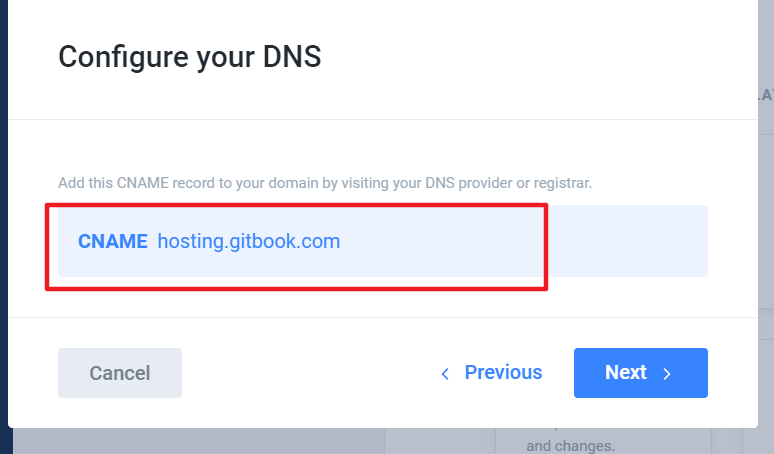 Configure your DNS
Add this CNAME record to your domain by visiting your DNS provider or registrar.
CNAME hosting.gitbook.com
Cancel
Previous
Next
and changes.